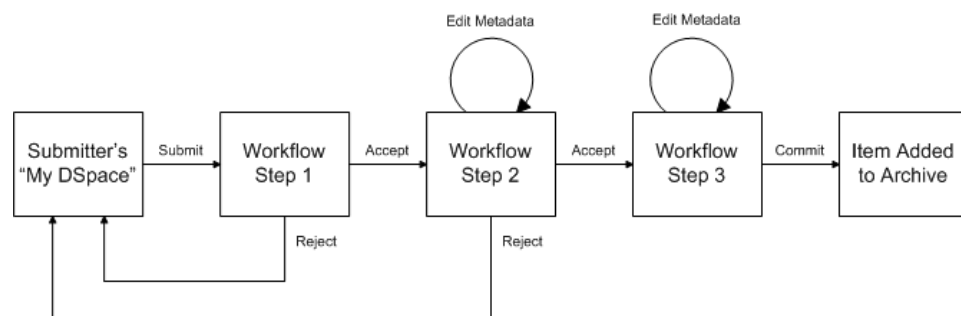 Edit Metadata
Edit Metadata
Submitter's
“My DSpace”
Submit
Workflow
Step 1
Accept
Workflow
Step 2
Accept
Workflow
Step 3
Commit
Item Added
to Archive
Reject
Reject